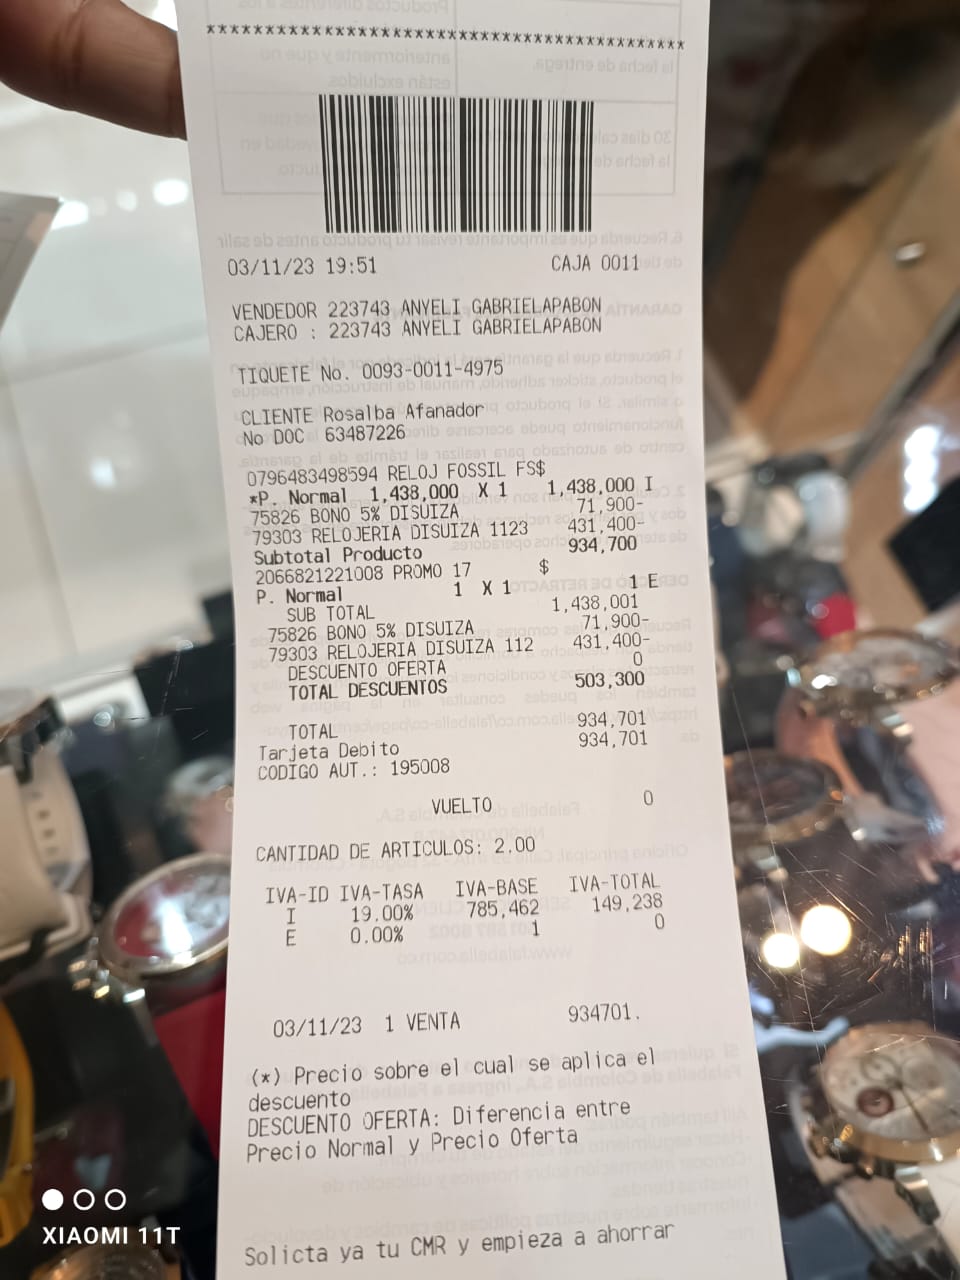 ******************************************
03/11/23 19:51 CAJA 0011
VENDEDOR 223743 ANYELI GABRIELAPABON
CAJERO : 223743 ANYELI GABRIELAPABON
TIQUETE No. 0093-0011-4975
CLIENTE Rosalba Afanador
No DOC 63487226
0796483498594 RELOJ FOSSIL FS$
*P. Normal 1,438,000 X 1 1,438,000 I
75826 BONO 5% DISUIZA 71,900-
79303 RELOJERIA DISUIZA 1123 431,400-
Subtotal Producto 934,700
2066821221008 PROMO 17 $
P. Normal 1 X 1 1 E
SUB TOTAL 1,438,001
75826 BONO 5% DISUIZA 71,900-
79303 RELOJERIA DISUIZA 112 431,400-
DESCUENTO OFERTA 0
TOTAL DESCUENTOS 503,300
TOTAL 934,701
Tarjeta Debito 934,701
CODIGO AUT.: 195008
VUELTO 0
CANTIDAD DE ARTICULOS: 2.00
IVA-ID IVA-TASA IVA-BASE IVA-TOTAL
I 19.00% 785,462 149,238
E 0.00% 1 0
03/11/23 1 VENTA 934701.
(*) Precio sobre el cual se aplica el
descuento
DESCUENTO OFERTA: Diferencia entre
Precio Normal y Precio Oferta
Solicta ya tu CMR y empieza a ahorrar
XIAOMI 11T